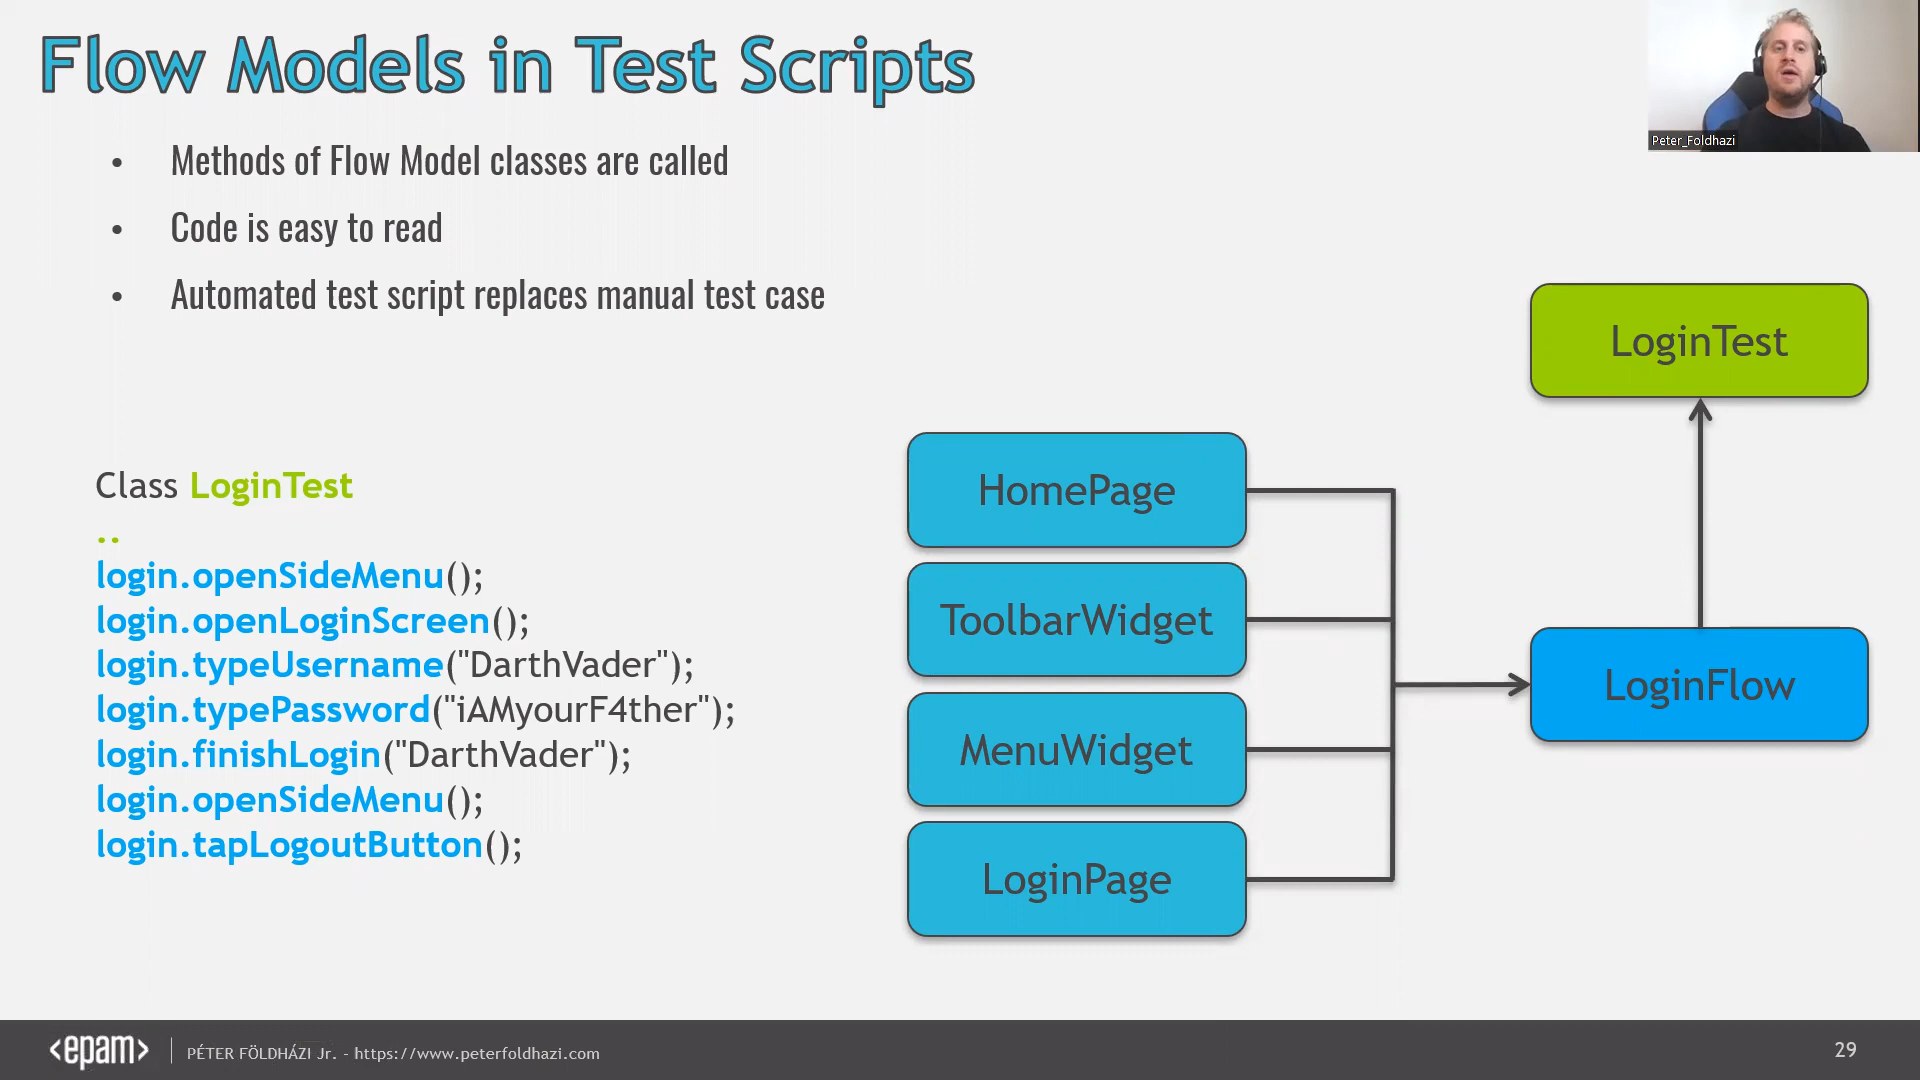 Flow Models in Test Scripts
Peter_Foldhazi
• Methods of Flow Model classes are called
• Code is easy to read
• Automated test script replaces manual test case
Class LoginTest
..
login.openSideMenu();
login.openLoginScreen();
login.typeUsername("DarthVader");
login.typePassword("iAMyourF4ther");
login.finishLogin("DarthVader");
login.openSideMenu();
login.tapLogoutButton();
LoginTest
HomePage
ToolbarWidget
MenuWidget
LoginPage
LoginFlow
<epam> | PÉTER FÖLDHÁZI Jr. - https://www.peterfoldhazi.com
29